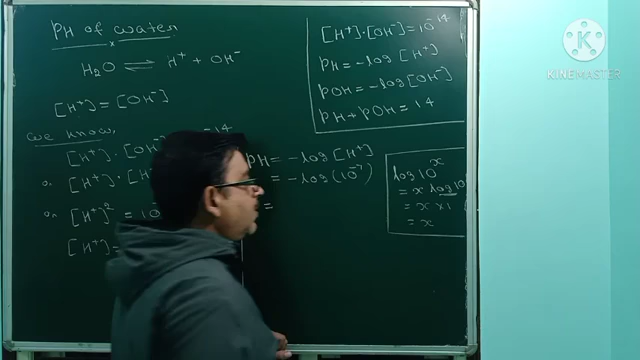 PH of water
H₂O ⇌ H⁺ + OH⁻
[H⁺] = [OH⁻]
we know,
[H⁺]·[OH⁻] 14
or [H⁺]·[H
or [H⁺]² = 10
[H⁺] =
PH = -log [H⁺]
= -log (10⁻⁷)
=
[H⁺]·[OH⁻] = 10⁻¹⁴
PH = -log [H⁺]
POH = -log [OH⁻]
PH + POH = 14
log 10ˣ
= x log 10
= x × 1
= x
KINEMASTER